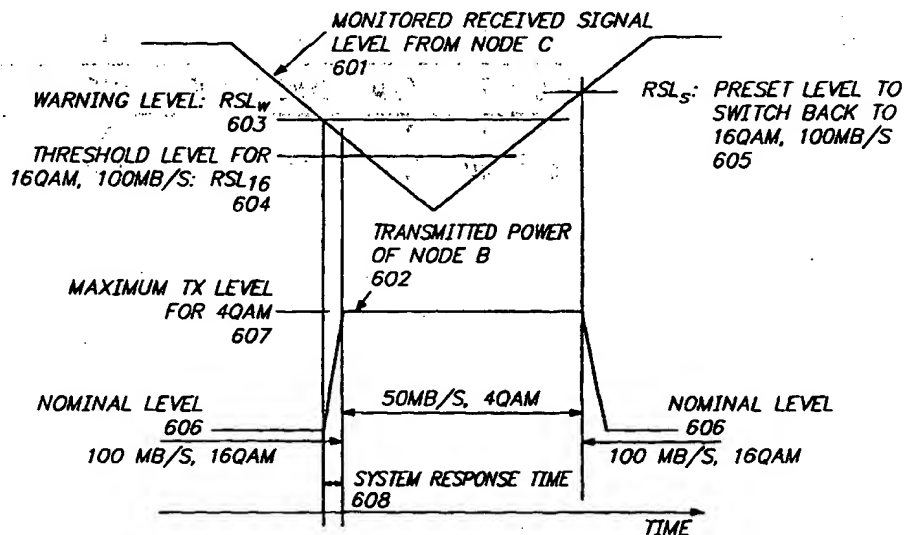 MONITORED RECEIVED SIGNAL
LEVEL FROM NODE C
601
WARNING LEVEL: RSLw
603
RSLS: PRESET LEVEL TO
SWITCH BACK TO
16QAM, 100MB/S
605
THRESHOLD LEVEL FOR
16QAM, 100MB/S: RSL16
604
TRANSMITTED POWER
OF NODE B
602
MAXIMUM TX LEVEL
FOR 4QAM
607
50MB/S, 4QAM
NOMINAL LEVEL
606
100 MB/S, 16QAM
NOMINAL LEVEL
606
100 MB/S, 16QAM
SYSTEM RESPONSE TIME
608
TIME